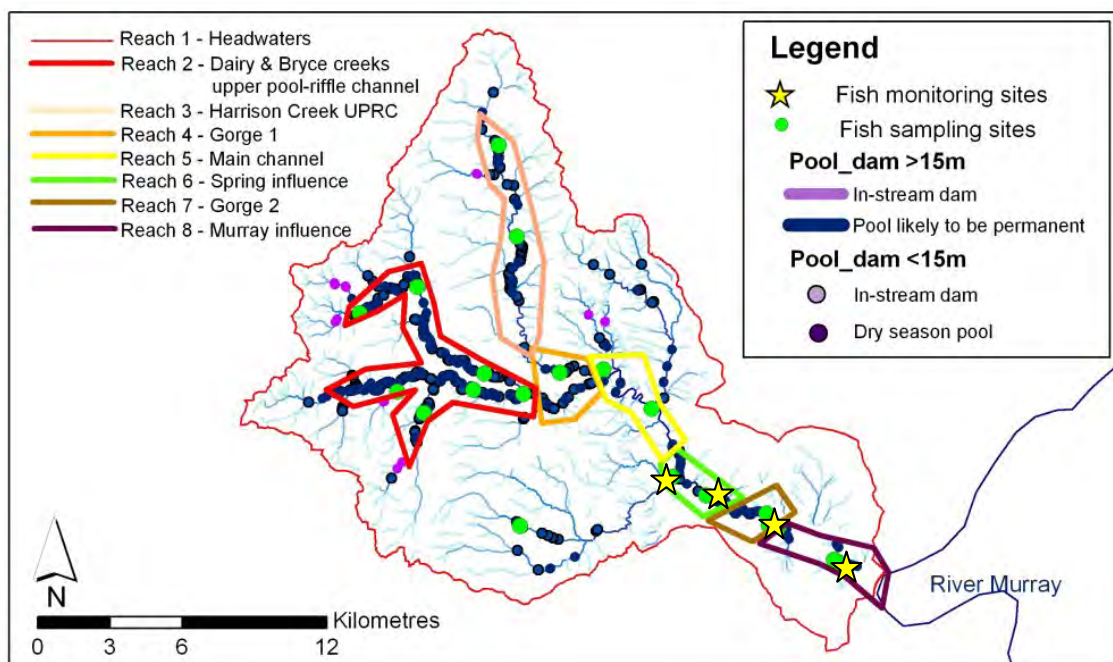 Reach 1 - Headwaters
Reach 2 - Dairy & Bryce creeks
upper pool-riffle channel
Reach 3 - Harrison Creek UPRC
Reach 4 - Gorge 1
Reach 5 - Main channel
Reach 6 - Spring influence
Reach 7 - Gorge 2
Reach 8 - Murray influence
Legend
Fish monitoring sites
Fish sampling sites
Pool_dam >15m
In-stream dam
Pool likely to be permanent
Pool_dam <15m
In-stream dam
Dry season pool
River Murray
N
Kilometres
0 3 6 12